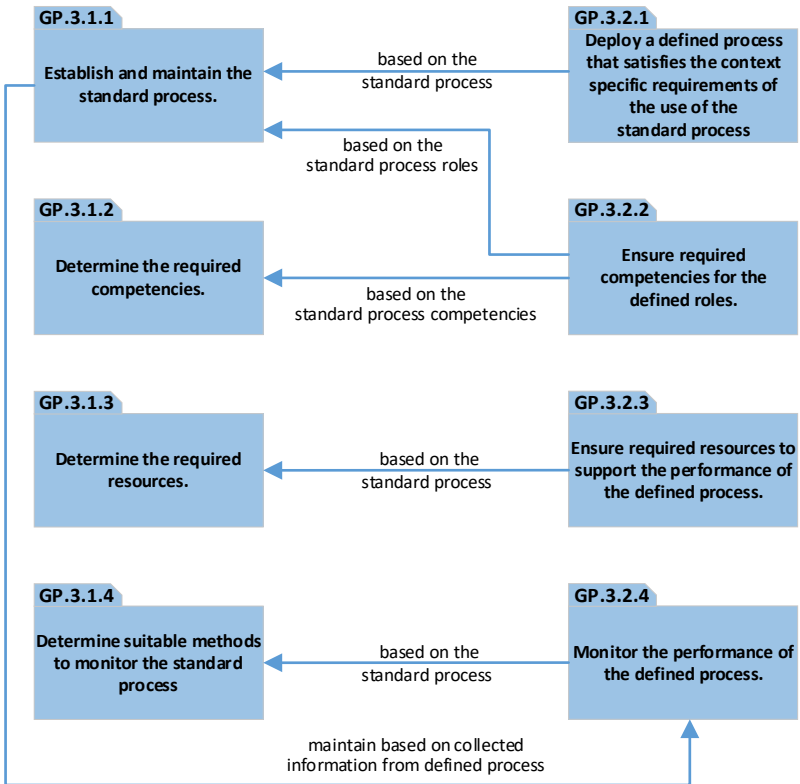 GP.3.1.1
Establish and maintain the
standard process.
based on the
standard process
GP.3.2.1
Deploy a defined process
that satisfies the context
specific requirements of
the use of the
standard process
based on the
standard process roles
GP.3.1.2
Determine the required
competencies.
based on the
standard process competencies
GP.3.2.2
Ensure required
competencies for the
defined roles.
GP.3.1.3
Determine the required
resources.
based on the
standard process
GP.3.2.3
Ensure required resources to
support the performance of
the defined process.
GP.3.1.4
Determine suitable methods
to monitor the standard
process
based on the
standard process
GP.3.2.4
Monitor the performance of
the defined process.
maintain based on collected
information from defined process